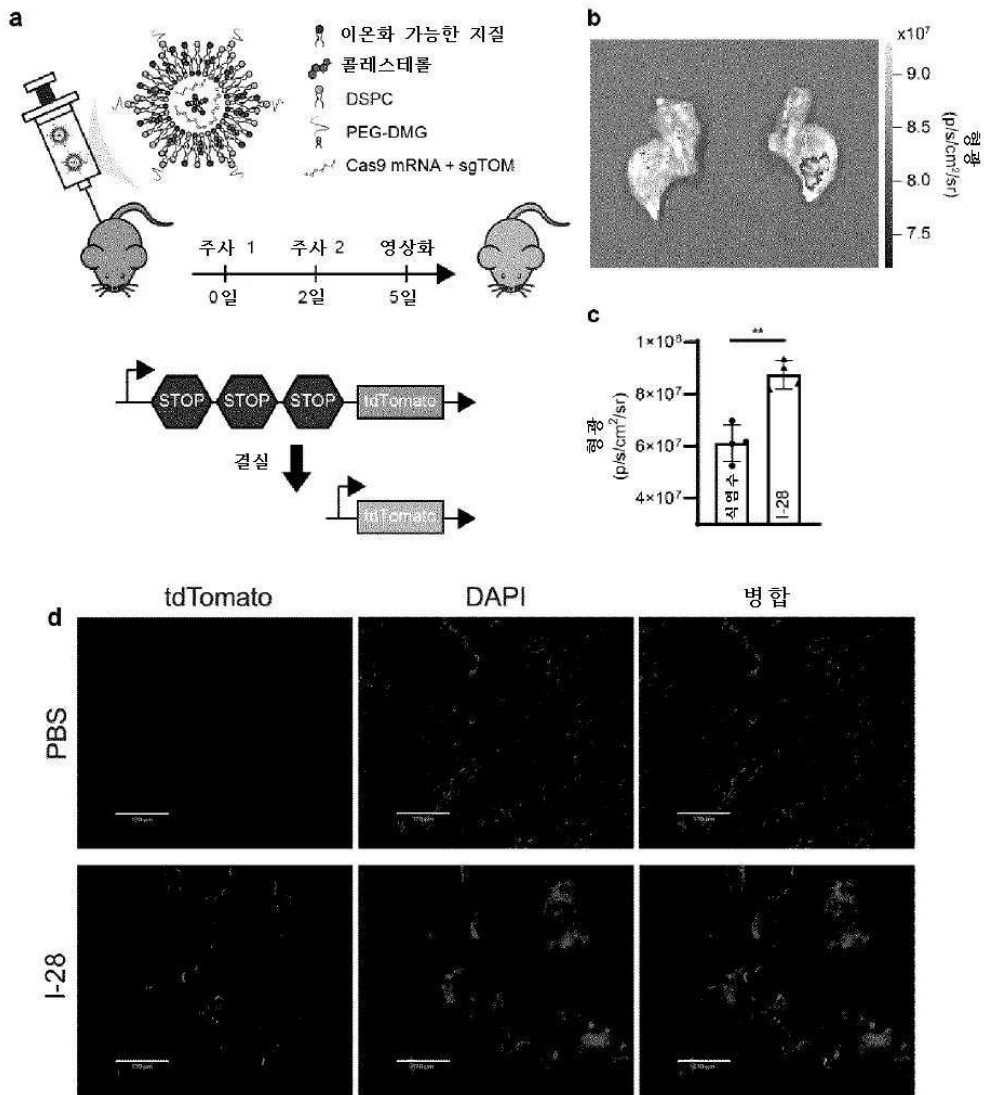 a
이온화 가능한 지질
콜레스테롤
DSPC
PEG-DMG
Cas9 mRNA + sgTOM
주사 1 주사 2 영상화
0일 2일 5일
STOP STOP STOP tdTomato
결실
tdTomato
b
x10⁷
9.0
8.5
8.0
7.5
형광
(p/s/cm²/sr)
c
**
1×10⁸
8×10⁷
6×10⁷
4×10⁷
형광
(p/s/cm²/sr)
식염수
I-28
d
tdTomato DAPI 병합
PBS
I-28